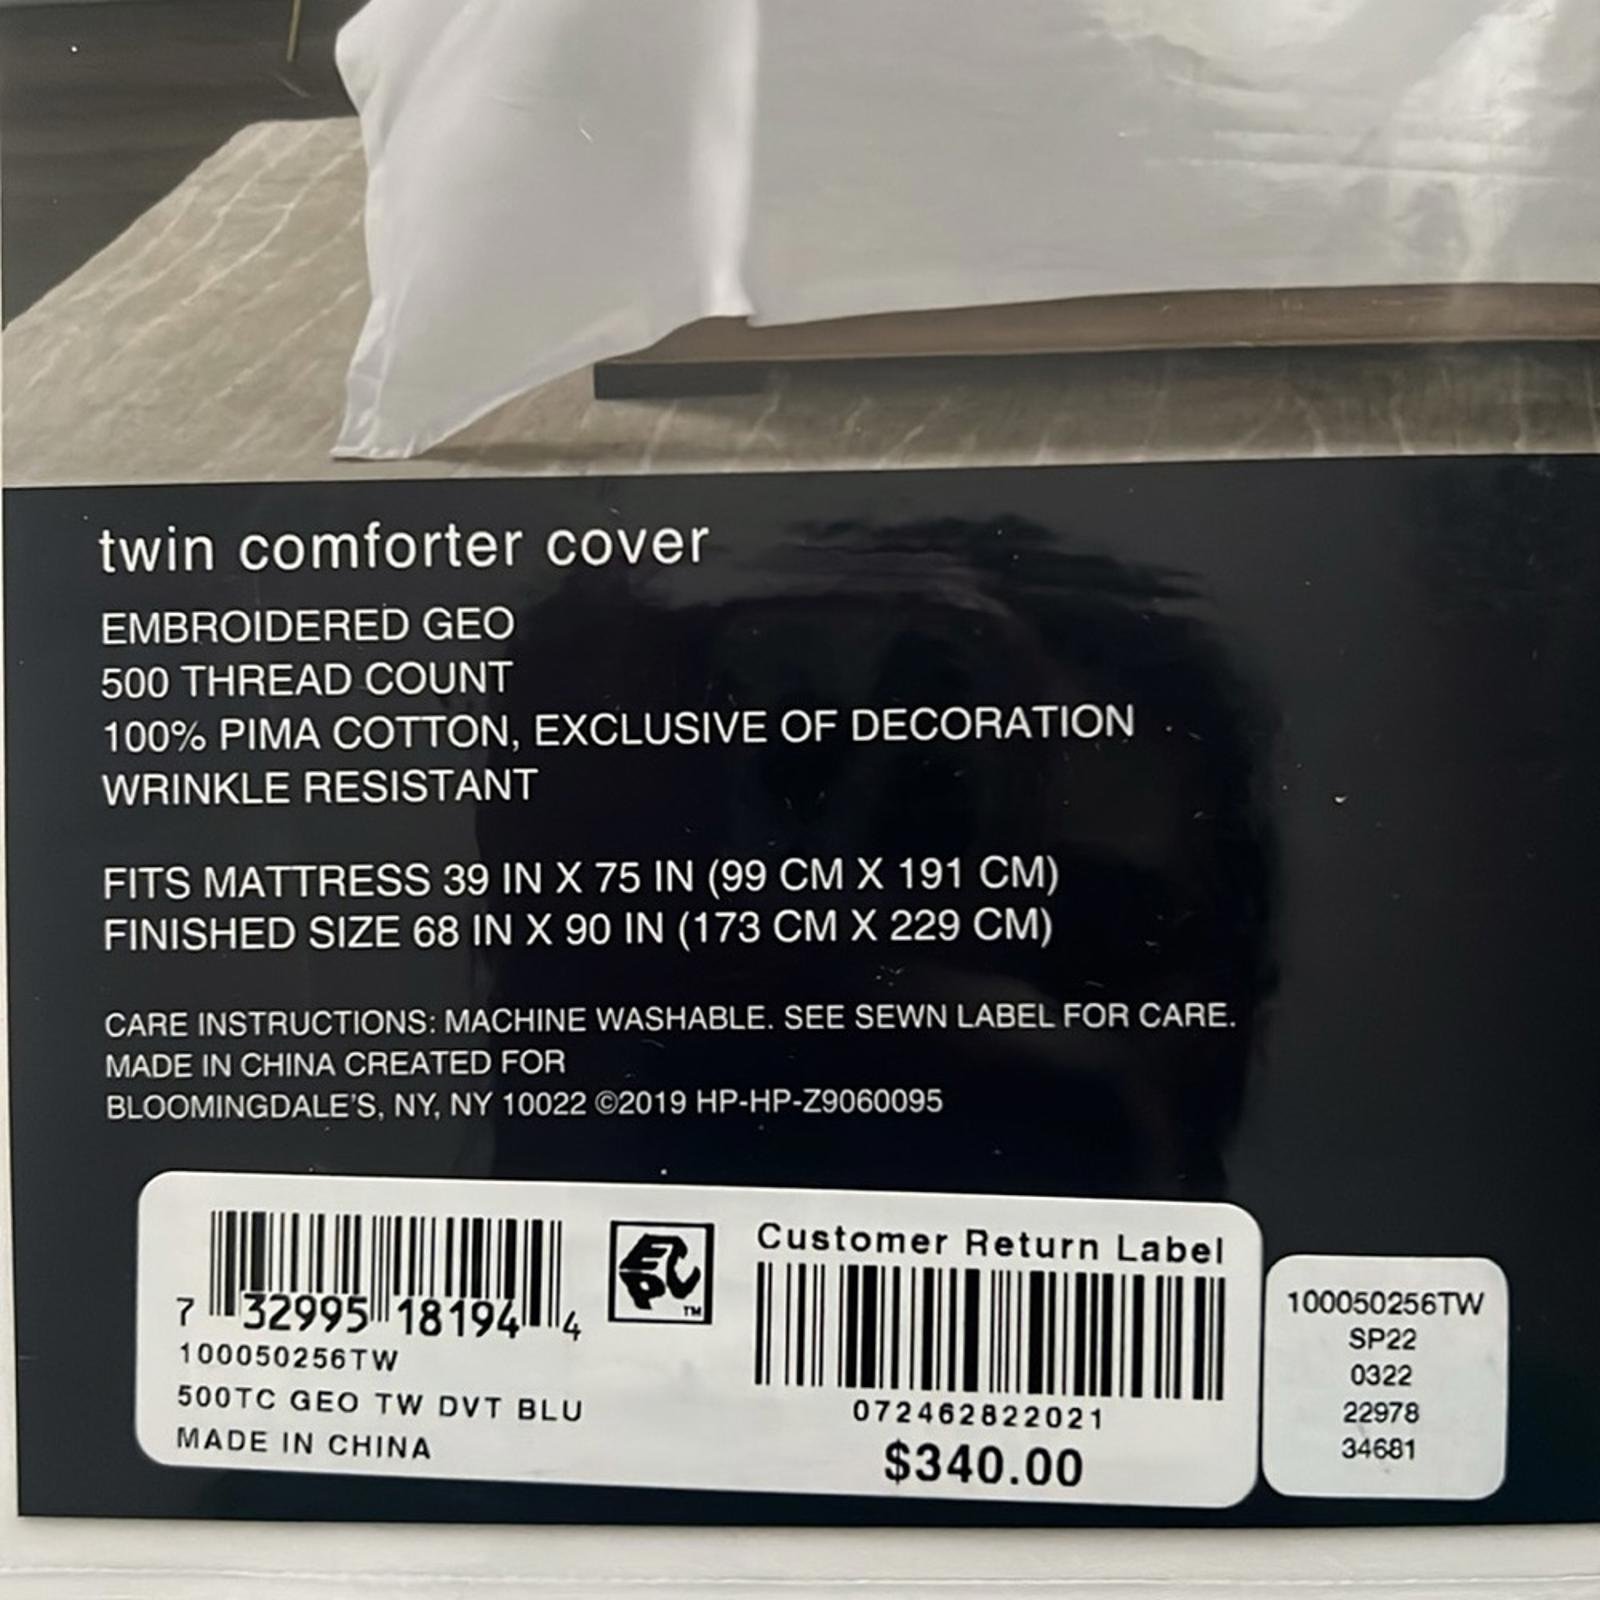 twin comforter cover
EMBROIDERED GEO
500 THREAD COUNT
100% PIMA COTTON, EXCLUSIVE OF DECORATION
WRINKLE RESISTANT
FITS MATTRESS 39 IN X 75 IN (99 CM X 191 CM)
FINISHED SIZE 68 IN X 90 IN (173 CM X 229 CM)
CARE INSTRUCTIONS: MACHINE WASHABLE. SEE SEWN LABEL FOR CARE.
MADE IN CHINA CREATED FOR
BLOOMINGDALE'S, NY, NY 10022 ©2019 HP-HP-Z9060095
7 32995 18194 4
100050256TW
500TC GEO TW DVT BLU
MADE IN CHINA
EPC TM
Customer Return Label
072462822021
$340.00
100050256TW
SP22
0322
22978
34681